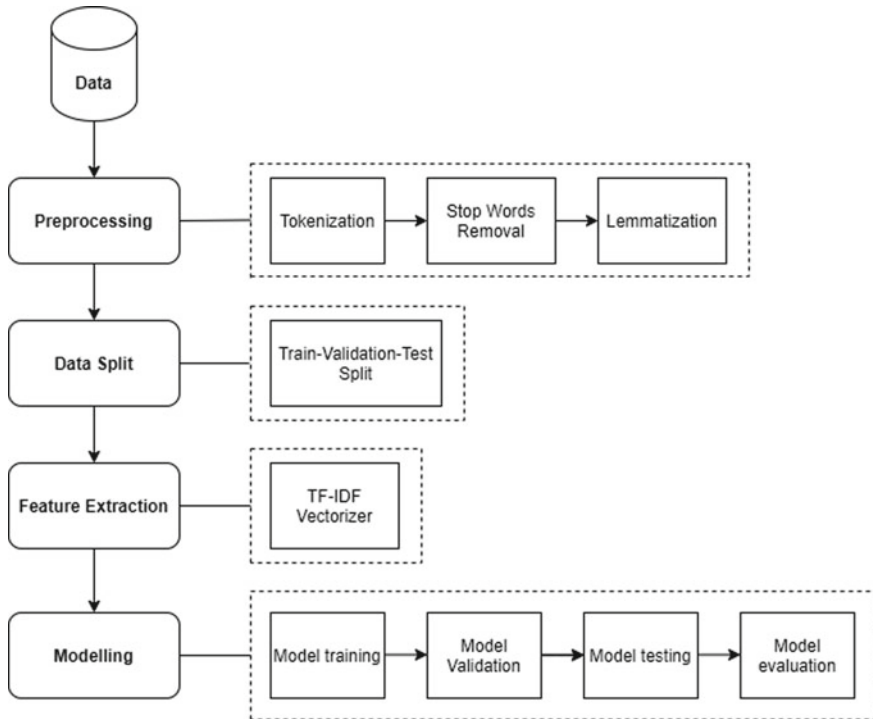 Data
Preprocessing
Tokenization
Stop Words
Removal
Lemmatization
Data Split
Train-Validation-Test
Split
Feature Extraction
TF-IDF
Vectorizer
Modelling
Model training
Model
Validation
Model testing
Model
evaluation